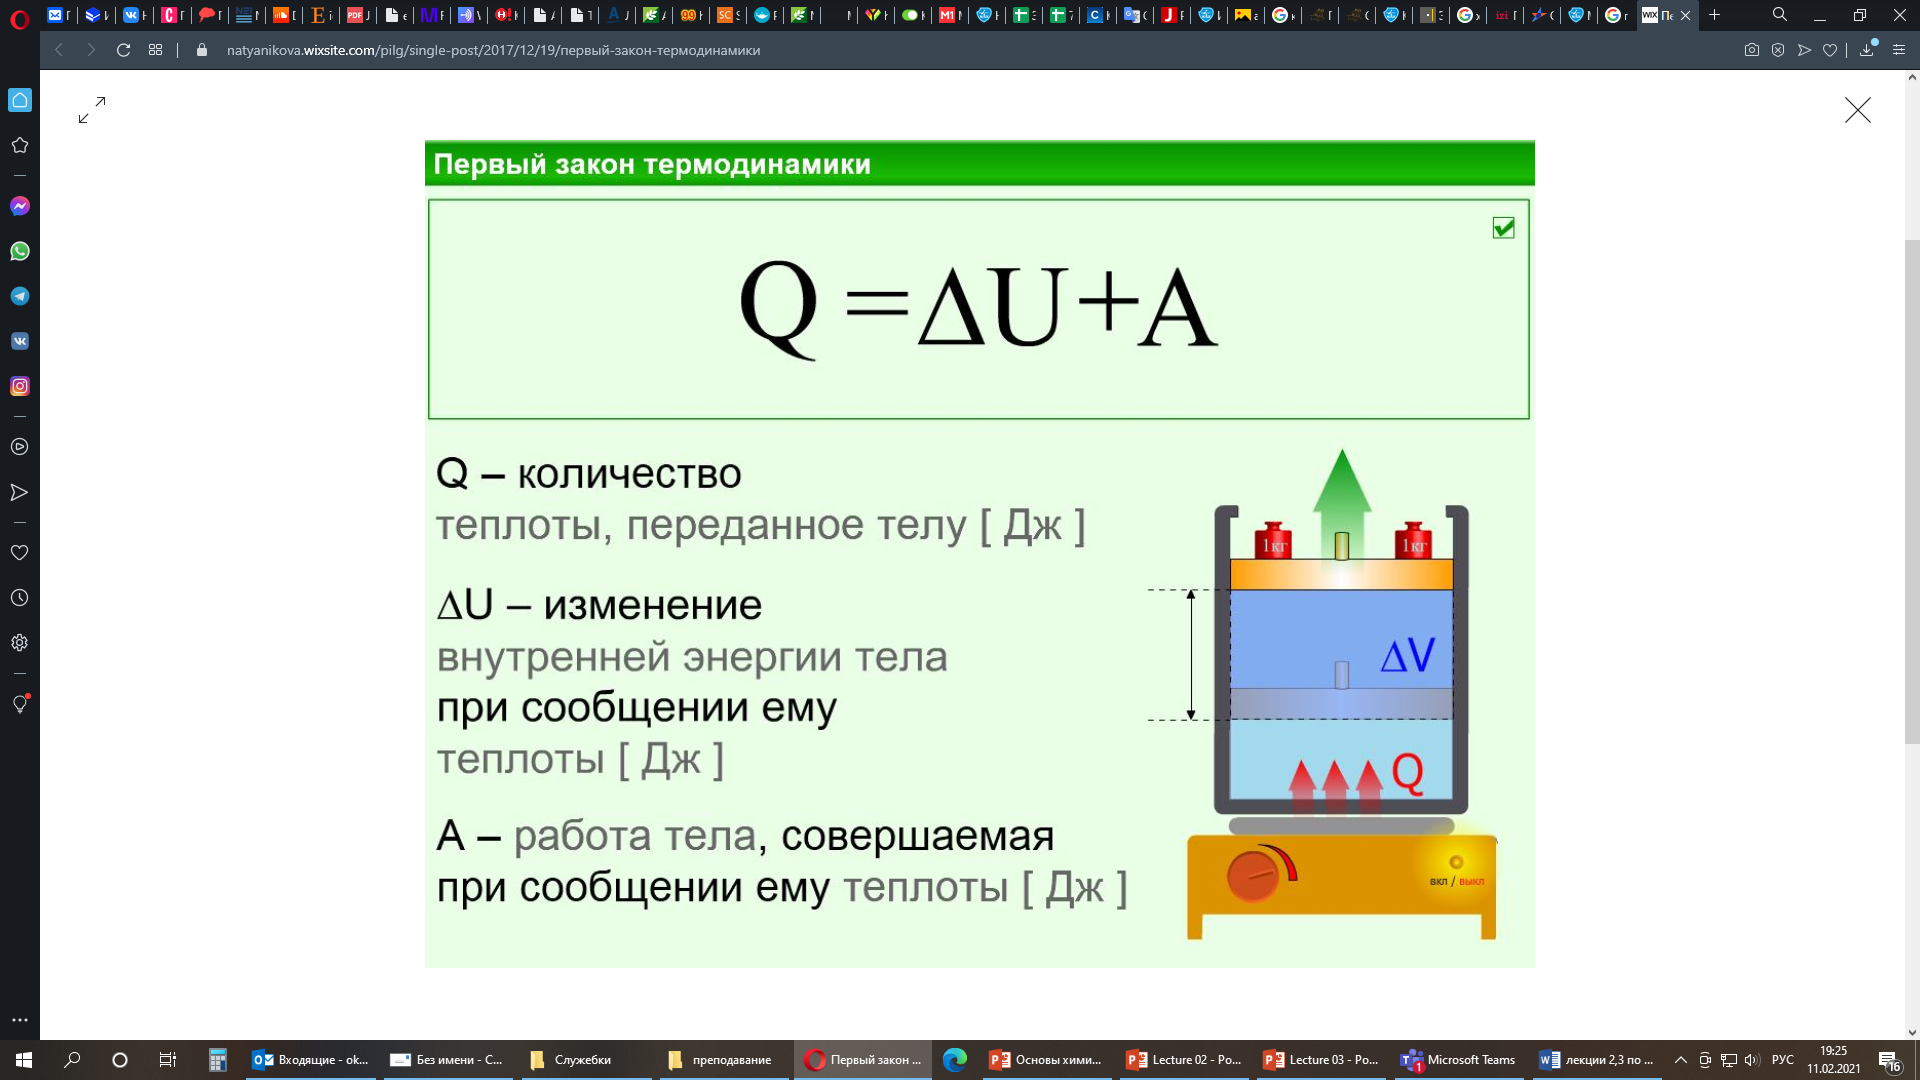 natyanikova.wixsite.com/pilg/single-post/2017/12/19/первый-закон-термодинамики
Первый закон термодинамики
Q =ΔU+A
Q – количество
теплоты, переданное телу [ Дж ]
ΔU – изменение
внутренней энергии тела
при сообщении ему
теплоты [ Дж ]
A – работа тела, совершаемая
при сообщении ему теплоты [ Дж ]
1кг
1кг
ΔV
Q
вкл / выкл
Входящие - ok...
Без имени - С...
Служебки
преподавание
Первый закон ...
Основы хими...
Lecture 02 - Po...
Lecture 03 - Po...
Microsoft Teams
1
лекции 2,3 по ...
РУС
19:25
11.02.2021
16